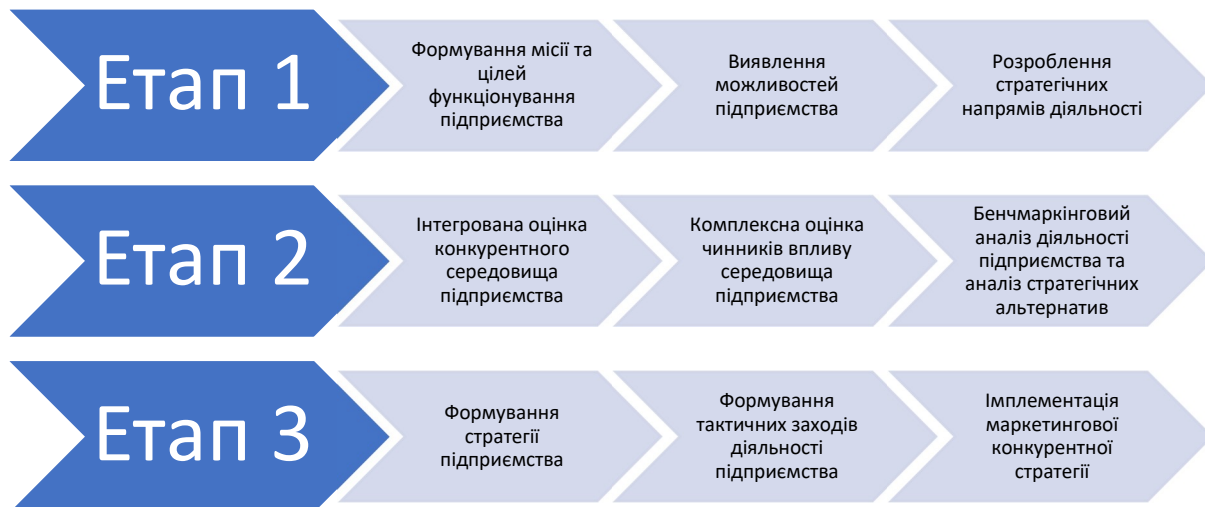 Етап 1
Формування місії та
цілей
функціонування
підприємства
Виявлення
можливостей
підприємства
Розроблення
стратегічних
напрямів діяльності
Етап 2
Інтегрована оцінка
конкурентного
середовища
підприємства
Комплексна оцінка
чинників впливу
середовища
підприємства
Бенчмаркінговий
аналіз діяльності
підприємства та
аналіз стратегічних
альтернатив
Етап 3
Формування
стратегії
підприємства
Формування
тактичних заходів
діяльності
підприємства
Імплементація
маркетингової
конкурентної
стратегії